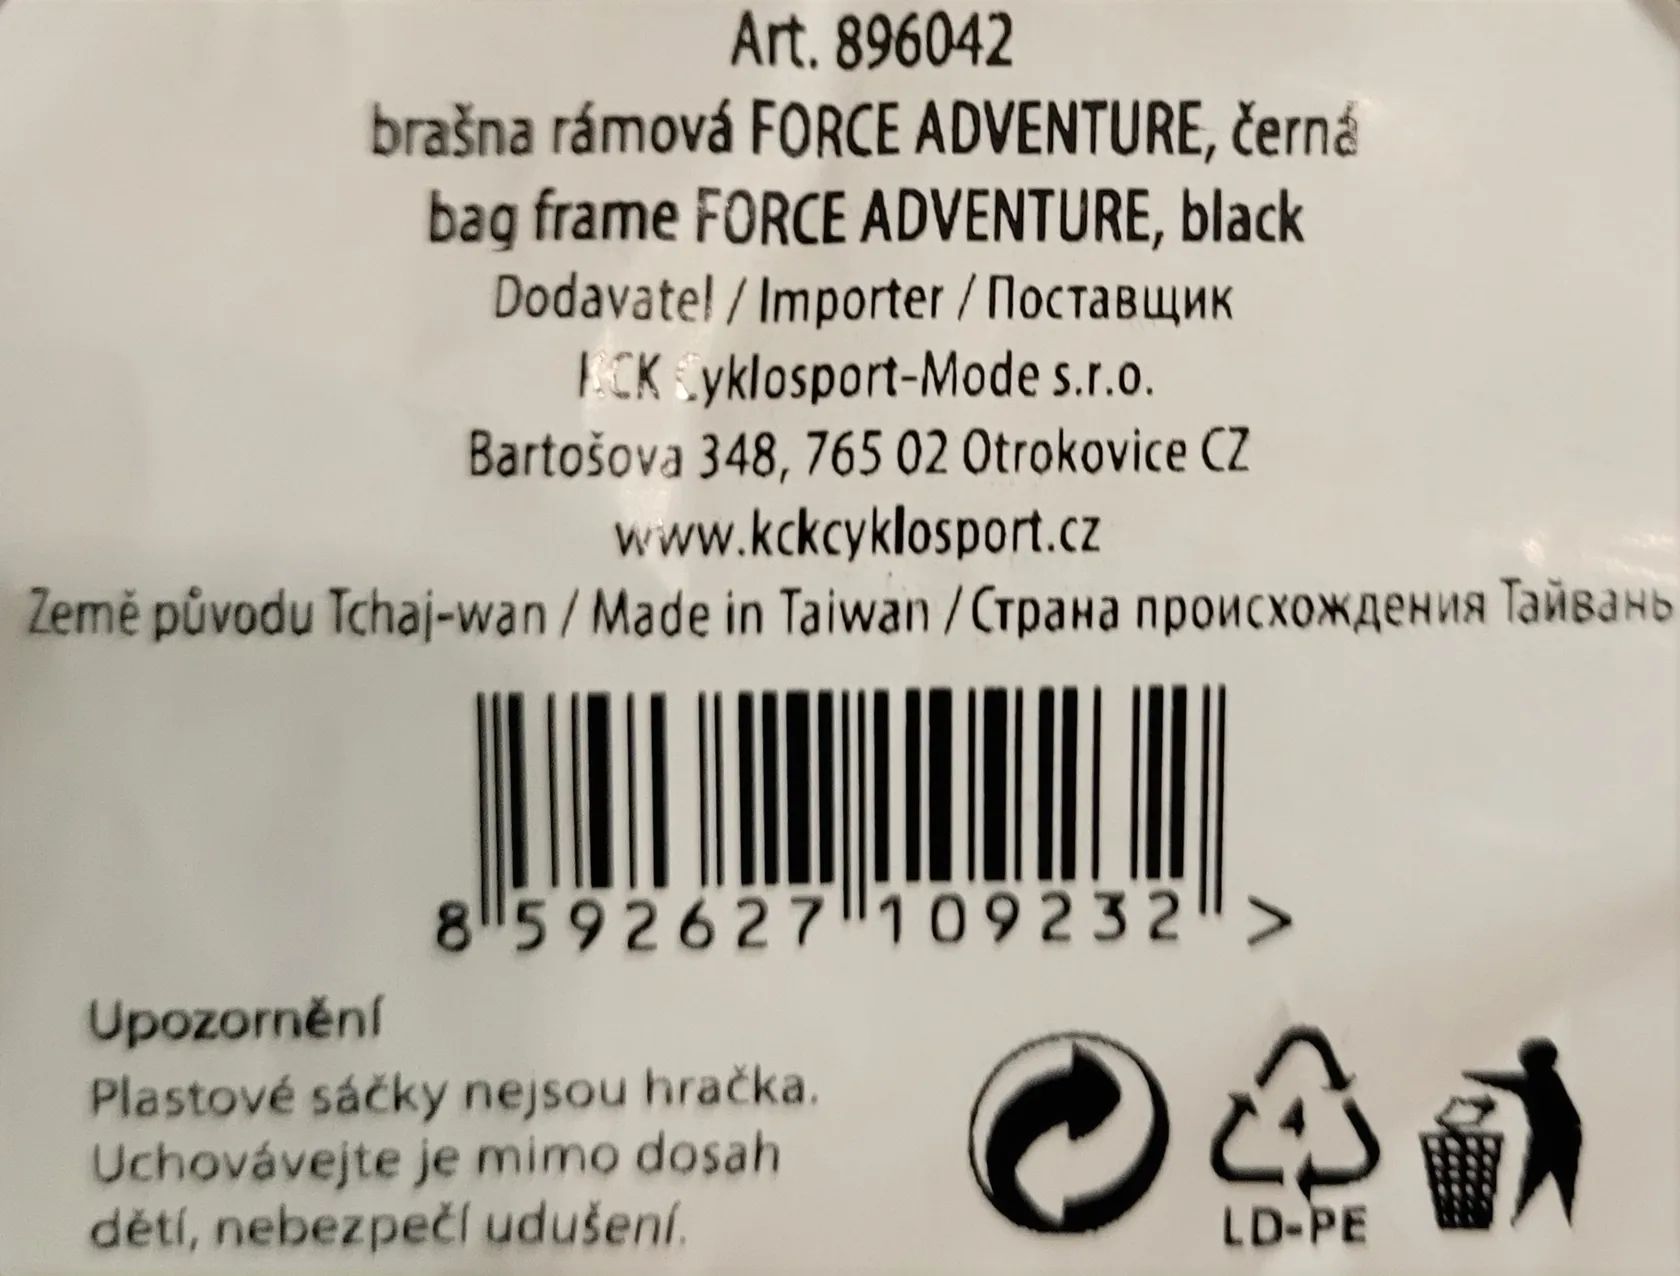 Art. 896042
brašna rámová FORCE ADVENTURE, černá
bag frame FORCE ADVENTURE, black
Dodavatel / Importer / Поставщик
KCK Cyklosport-Mode s.r.o.
Bartošova 348, 765 02 Otrokovice CZ
www.kckcyklosport.cz
Země původu Tchaj-wan / Made in Taiwan / Страна происхождения Тайвань
8 592627 109232 >
Upozornění
Plastové sáčky nejsou hračka.
Uchovávejte je mimo dosah
dětí, nebezpečí udušení.
4
LD-PE